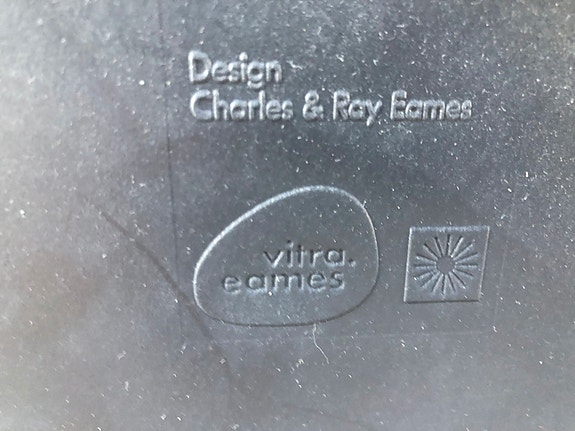 Design
Charles & Ray Eames
vitra.
eames